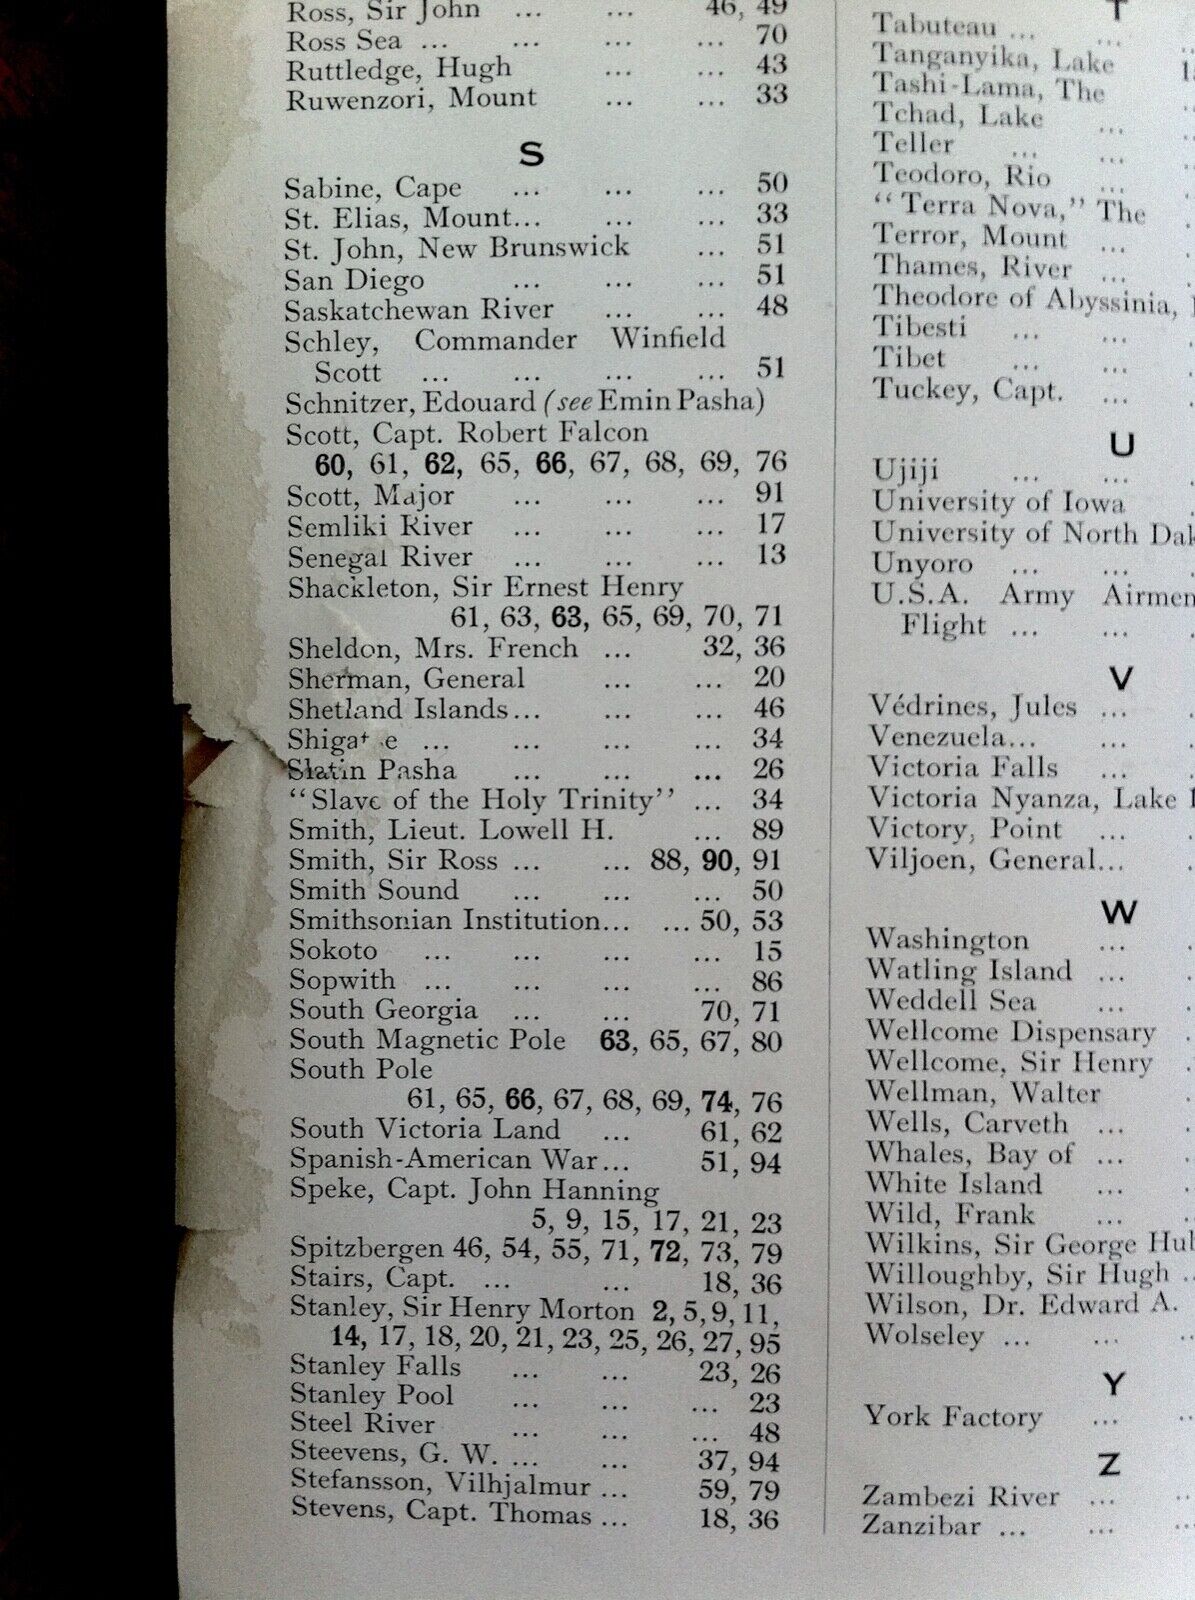 Ross, Sir John ... ... 46, 49
Ross Sea ... ... ... ... 70
Ruttledge, Hugh ... ... 43
Ruwenzori, Mount ... ... 33
S
Sabine, Cape ... ... ... 50
St. Elias, Mount... ... ... 33
St. John, New Brunswick ... 51
San Diego ... ... ... 51
Saskatchewan River ... ... 48
Schley, Commander Winfield
Scott ... ... ... ... 51
Schnitzer, Edouard (see Emin Pasha)
Scott, Capt. Robert Falcon
60, 61, 62, 65, 66, 67, 68, 69, 76
Scott, Major ... ... ... 91
Semliki River ... ... ... 17
Senegal River ... ... ... 13
Shackleton, Sir Ernest Henry
61, 63, 63, 65, 69, 70, 71
Sheldon, Mrs. French ... 32, 36
Sherman, General ... ... 20
Shetland Islands... ... ... 46
Shigat e ... ... ... ... 34
Slatin Pasha ... ... ... 26
"Slave of the Holy Trinity" ... 34
Smith, Lieut. Lowell H. ... 89
Smith, Sir Ross ... ... 88, 90, 91
Smith Sound ... ... ... 50
Smithsonian Institution... ... 50, 53
Sokoto ... ... ... ... 15
Sopwith ... ... ... ... 86
South Georgia ... ... 70, 71
South Magnetic Pole 63, 65, 67, 80
South Pole
61, 65, 66, 67, 68, 69, 74, 76
South Victoria Land ... 61, 62
Spanish-American War... 51, 94
Speke, Capt. John Hanning
5, 9, 15, 17, 21, 23
Spitzbergen 46, 54, 55, 71, 72, 73, 79
Stairs, Capt. ... ... 18, 36
Stanley, Sir Henry Morton 2, 5, 9, 11,
14, 17, 18, 20, 21, 23, 25, 26, 27, 95
Stanley Falls ... ... 23, 26
Stanley Pool ... ... ... 23
Steel River ... ... ... 48
Steevens, G. W. ... ... 37, 94
Stefansson, Vilhjalmur ... 59, 79
Stevens, Capt. Thomas ... 18, 36
T
Tabuteau ... ...
Tanganyika, Lake
Tashi-Lama, The
Tchad, Lake ...
Teller ... ...
Teodoro, Rio ...
"Terra Nova," The
Terror, Mount ...
Thames, River ...
Theodore of Abyssinia,
Tibesti ... ...
Tibet ... ...
Tuckey, Capt. ...
U
Ujiji ... ...
University of Iowa
University of North Dak
Unyoro ... ...
U.S.A. Army Airmen
Flight ... ...
V
Védrines, Jules ...
Venezuela... ...
Victoria Falls ...
Victoria Nyanza, Lake
Victory, Point ...
Viljoen, General...
W
Washington ...
Watling Island ...
Weddell Sea ...
Wellcome Dispensary
Wellcome, Sir Henry
Wellman, Walter
Wells, Carveth ...
Whales, Bay of ...
White Island ...
Wild, Frank ...
Wilkins, Sir George Hub
Willoughby, Sir Hugh ..
Wilson, Dr. Edward A.
Wolseley ... ...
Y
York Factory ...
Z
Zambezi River ...
Zanzibar ... ...